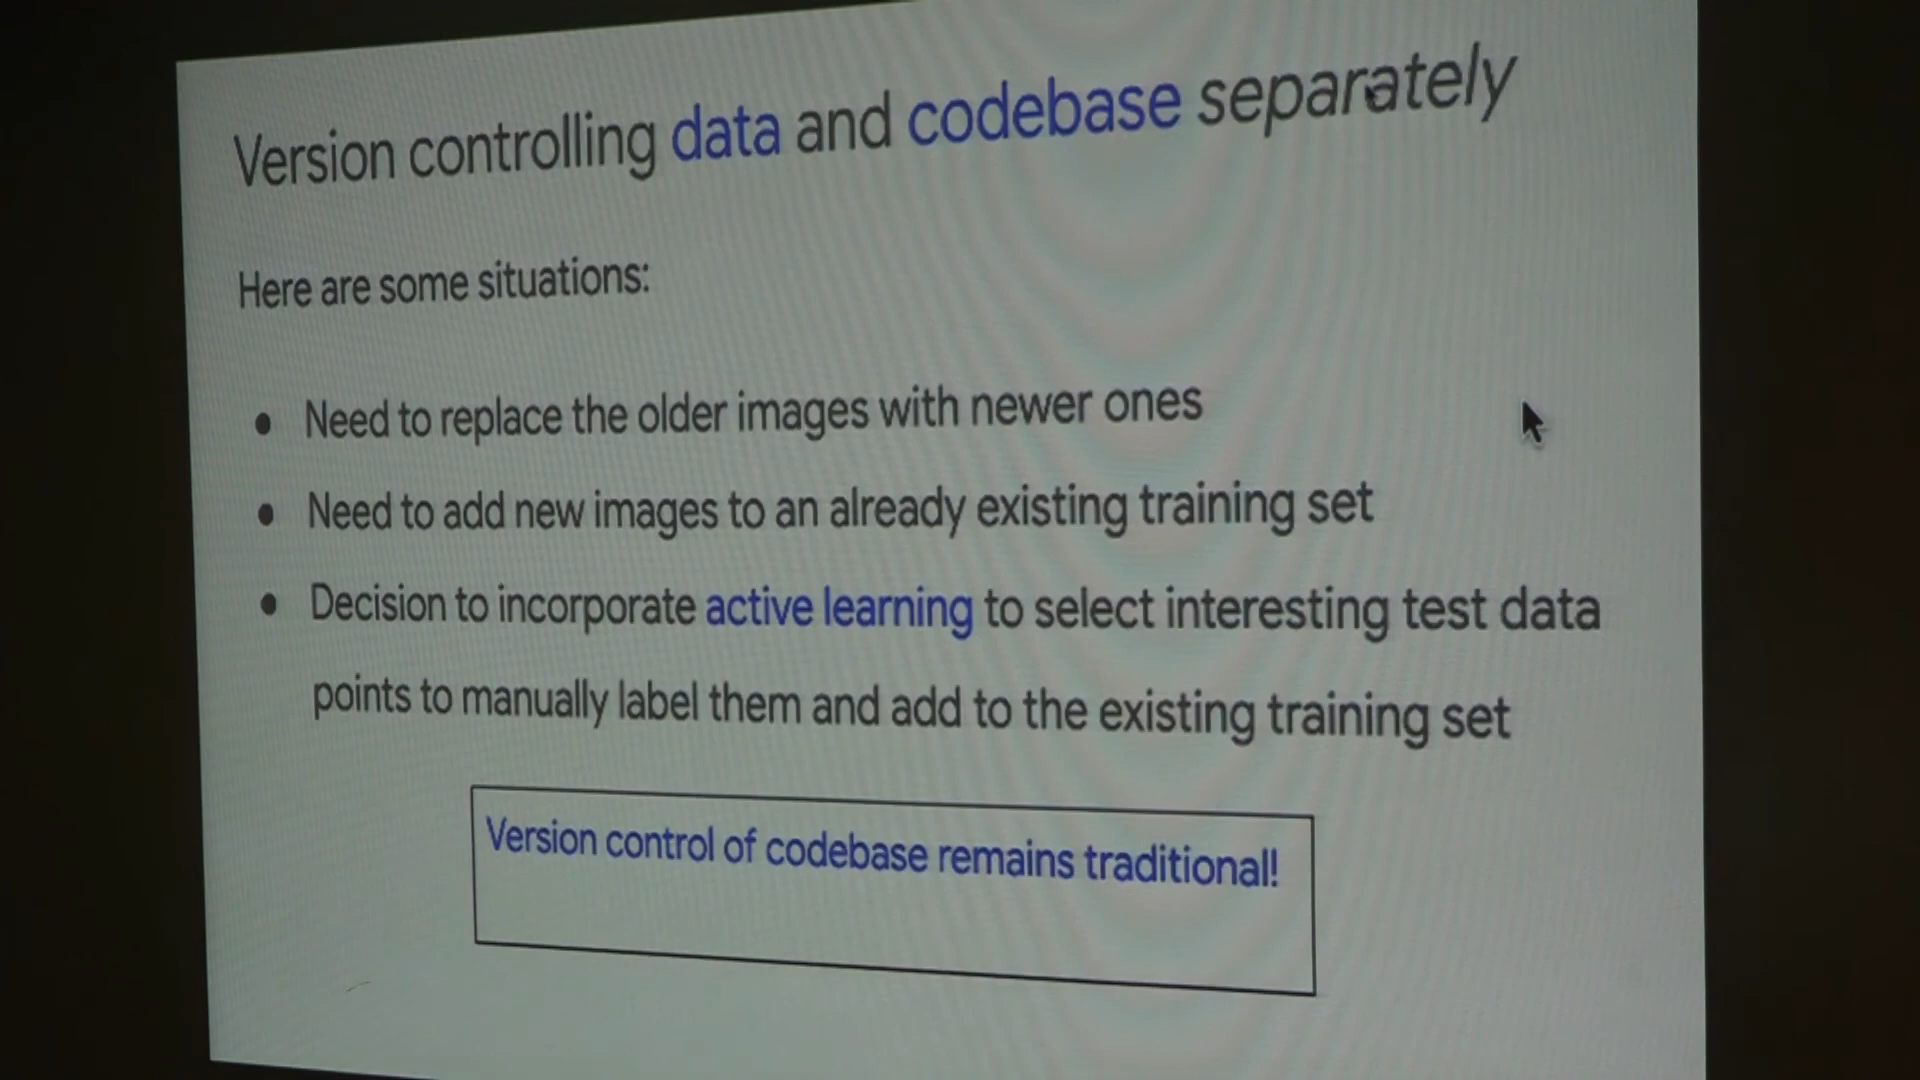 Version controlling data and codebase separately
Here are some situations:
● Need to replace the older images with newer ones
● Need to add new images to an already existing training set
● Decision to incorporate active learning to select interesting test data
points to manually label them and add to the existing training set
Version control of codebase remains traditional!